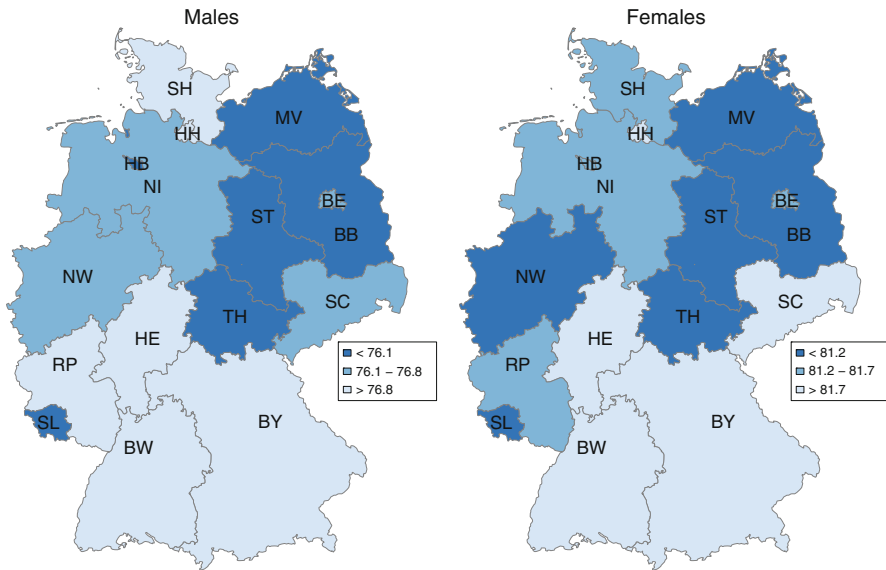 Males
SH
MV
HH
HB
NI
BE
ST
BB
NW
SC
TH
HE
RP
SL
BY
BW
< 76.1
76.1 – 76.8
> 76.8
Females
SH
MV
HH
HB
NI
BE
ST
BB
NW
SC
TH
HE
RP
SL
BY
BW
< 81.2
81.2 – 81.7
> 81.7